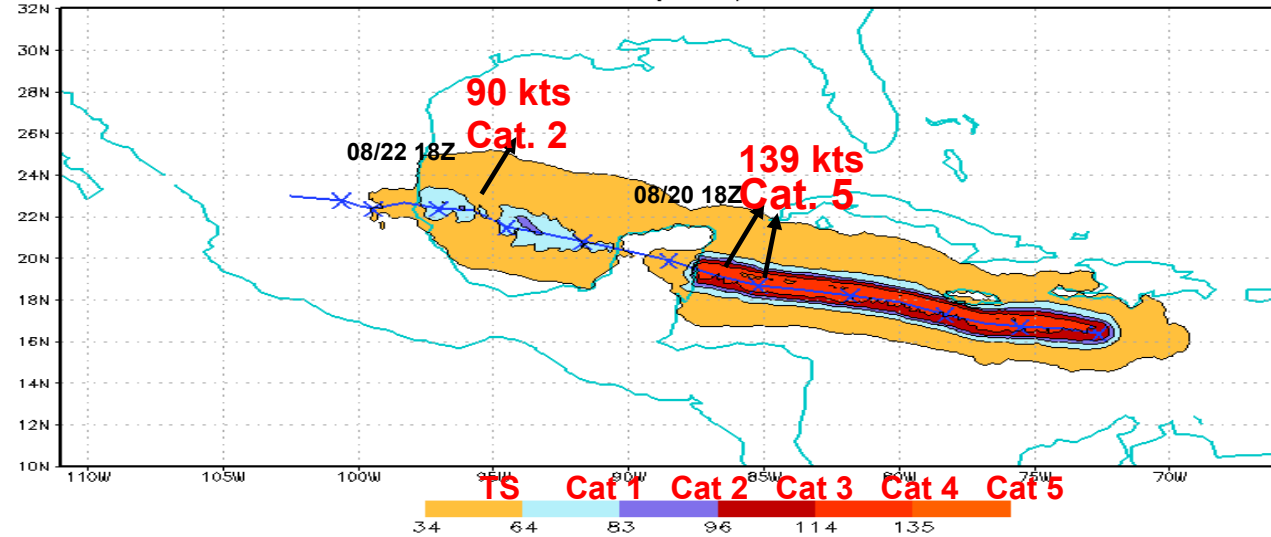 32N
30N
28N
26N
24N
22N
20N
18N
16N
14N
12N
10N
90 kts
Cat. 2
08/22 18Z
139 kts
Cat. 5
08/20 18Z
110W 105W 100W 95W 90W 85W 80W 75W 70W
TS Cat 1 Cat 2 Cat 3 Cat 4 Cat 5
34 64 83 96 114 135